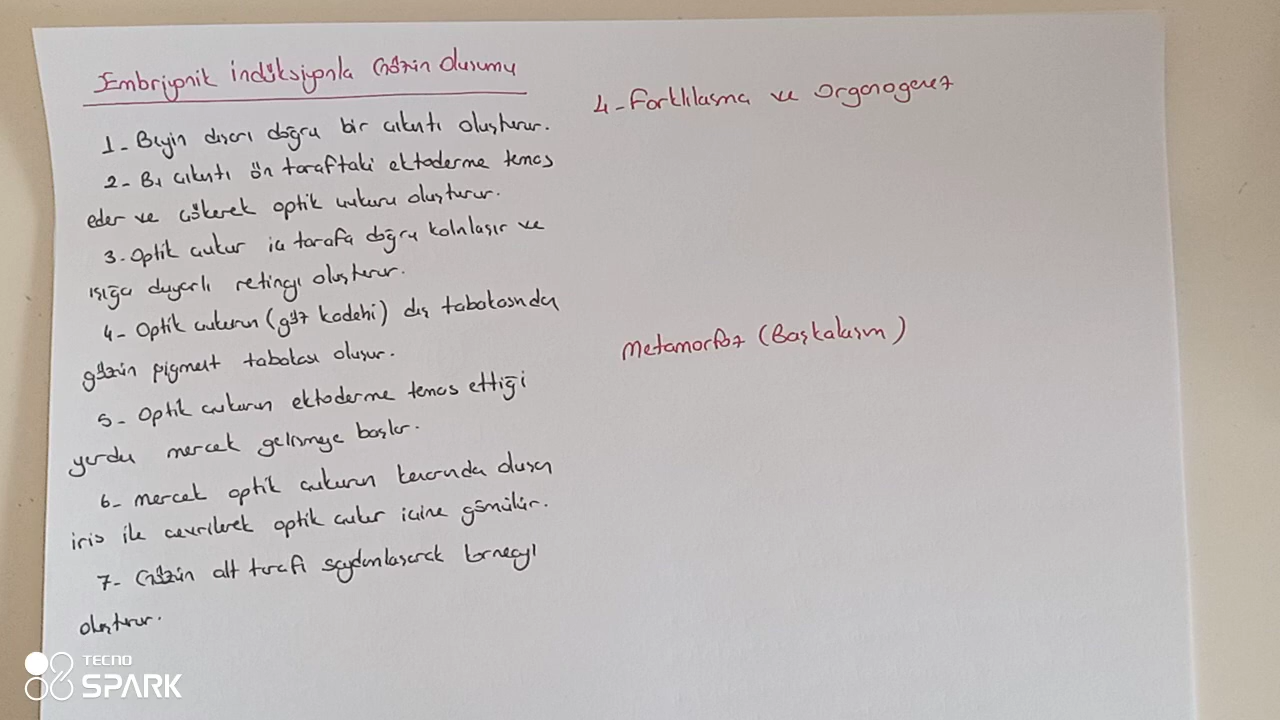 Embriyonik indüksiyonla Gözün Oluşumu
1- Beyin dışarı doğru bir çıkıntı oluşturur.
2- Bu çıkıntı ön taraftaki ektoderme temas
eder ve çökerek optik çukuru oluşturur.
3- Optik çukur iç tarafa doğru kalınlaşır ve
ışığa duyarlı retinayı oluşturur.
4- Optik çukurun (göz kadehi) dış tabakasında
gözün pigment tabakası oluşur.
5- Optik çukurun ektoderme temas ettiği
yerde mercek gelişmeye başlar.
6- mercek optik çukurun kenarında oluşan
iris ile çevrilerek optik çukur içine gömülür.
7- Gözün alt tarafı saydamlaşarak korneayı
oluşturur.
4- Farklılaşma ve Organogenez
Metamorfoz (Başkalaşım)
TECNO
SPARK